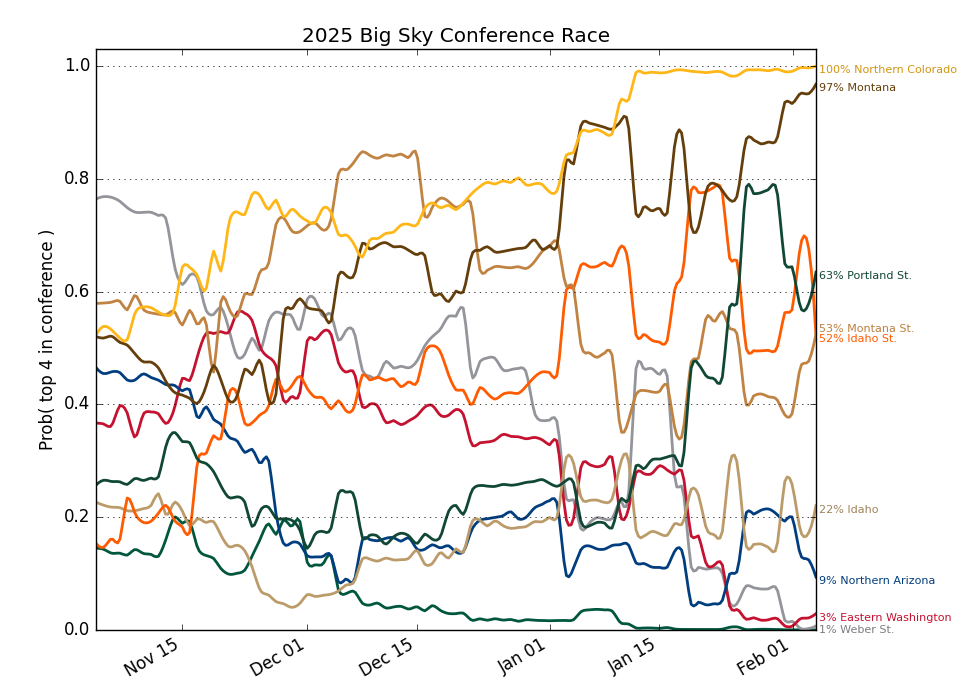 2025 Big Sky Conference Race
Prob( top 4 in conference )
1.0
0.8
0.6
0.4
0.2
0.0
Nov 15
Dec 01
Dec 15
Jan 01
Jan 15
Feb 01
100% Northern Colorado
97% Montana
63% Portland St.
53% Montana St.
52% Idaho St.
22% Idaho
9% Northern Arizona
3% Eastern Washington
1% Weber St.